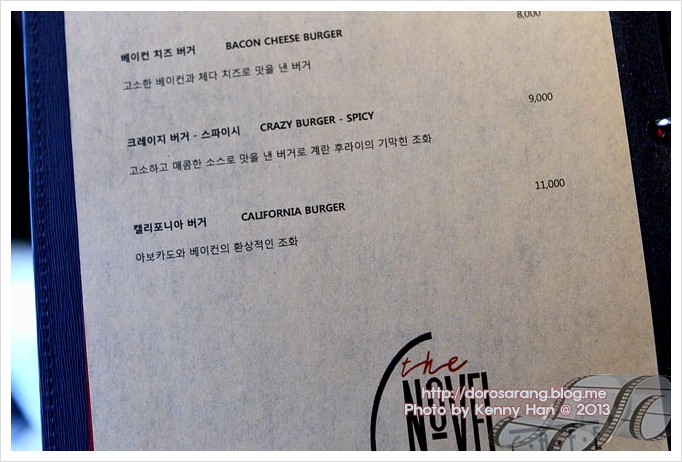 8,000
베이컨 치즈 버거 BACON CHEESE BURGER
고소한 베이컨과 체다 치즈로 맛을 낸 버거
9,000
크레이지 버거 - 스파이시 CRAZY BURGER - SPICY
고소하고 매콤한 소스로 맛을 낸 버거로 계란 후라이의 기막힌 조화
11,000
캘리포니아 버거 CALIFORNIA BURGER
아보카도와 베이컨의 환상적인 조화
the
NOVEL
http://dorosarang.blog.me
Photo by Kenny Han @ 2013